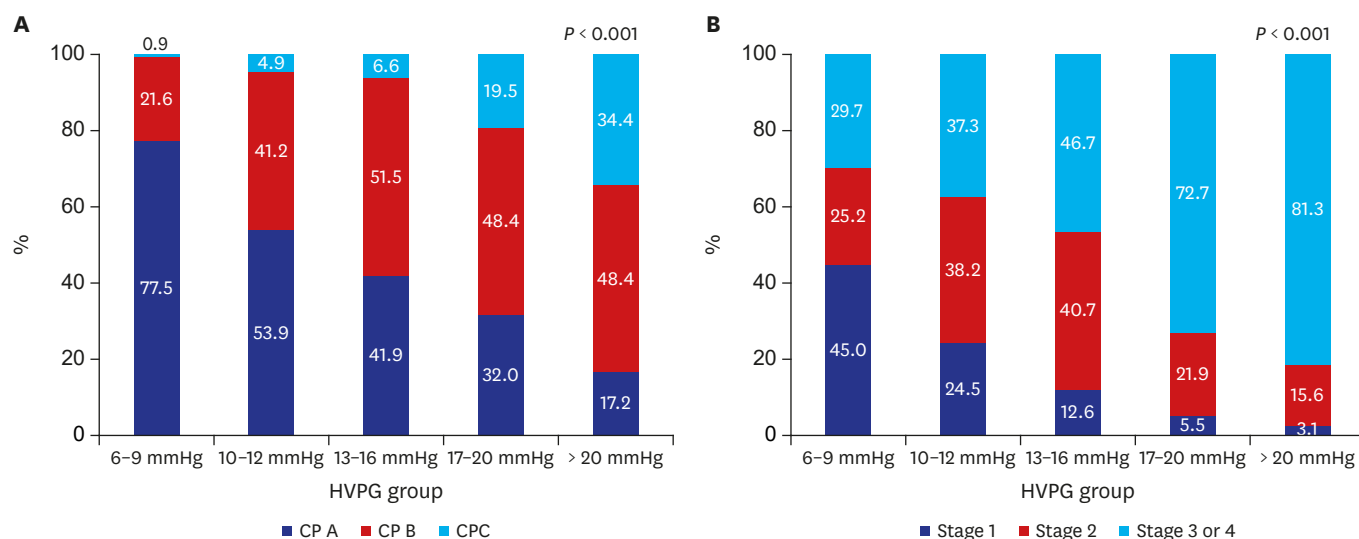 A
P < 0.001
100
80
60
40
20
0
%
0.9
4.9
6.6
19.5
34.4
21.6
41.2
51.5
48.4
48.4
77.5
53.9
41.9
32.0
17.2
6–9 mmHg
10–12 mmHg
13–16 mmHg
17–20 mmHg
> 20 mmHg
HVPG group
CP A
CP B
CPC
B
P < 0.001
100
80
60
40
20
0
%
29.7
37.3
46.7
72.7
81.3
25.2
38.2
40.7
21.9
15.6
45.0
24.5
12.6
5.5
3.1
6–9 mmHg
10–12 mmHg
13–16 mmHg
17–20 mmHg
> 20 mmHg
HVPG group
Stage 1
Stage 2
Stage 3 or 4